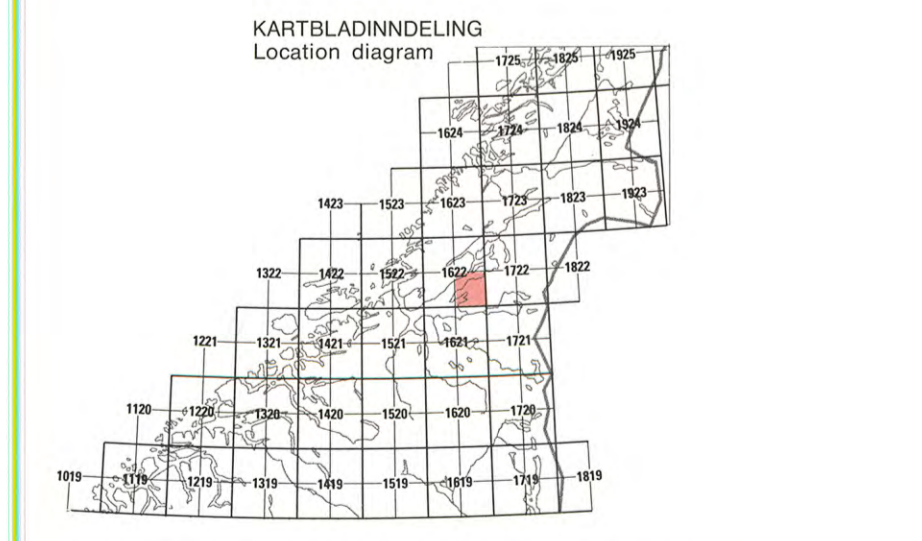 KARTBLADINNDELING
Location diagram
1725 1825 1925
1624 1724 1824 1924
1423 1523 1623 1723 1823 1923
1322 1422 1522 1622 1722 1822
1221 1321 1421 1521 1621 1721
1120 1220 1320 1420 1520 1620 1720
1019 1119 1219 1319 1419 1519 1619 1719 1819